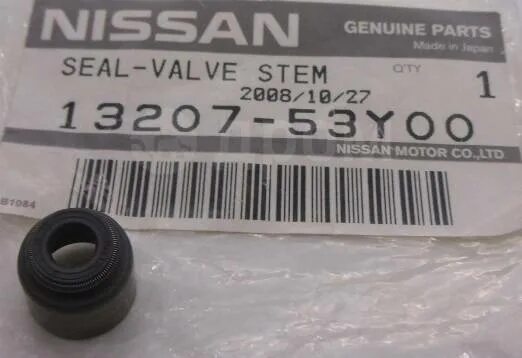 NISSAN
GENUINE PARTS
Made in Japan
SEAL-VALVE STEM
QTY
1
2008/10/27
13207-53Y00
NISSAN MOTOR CO.,LTD
B1084